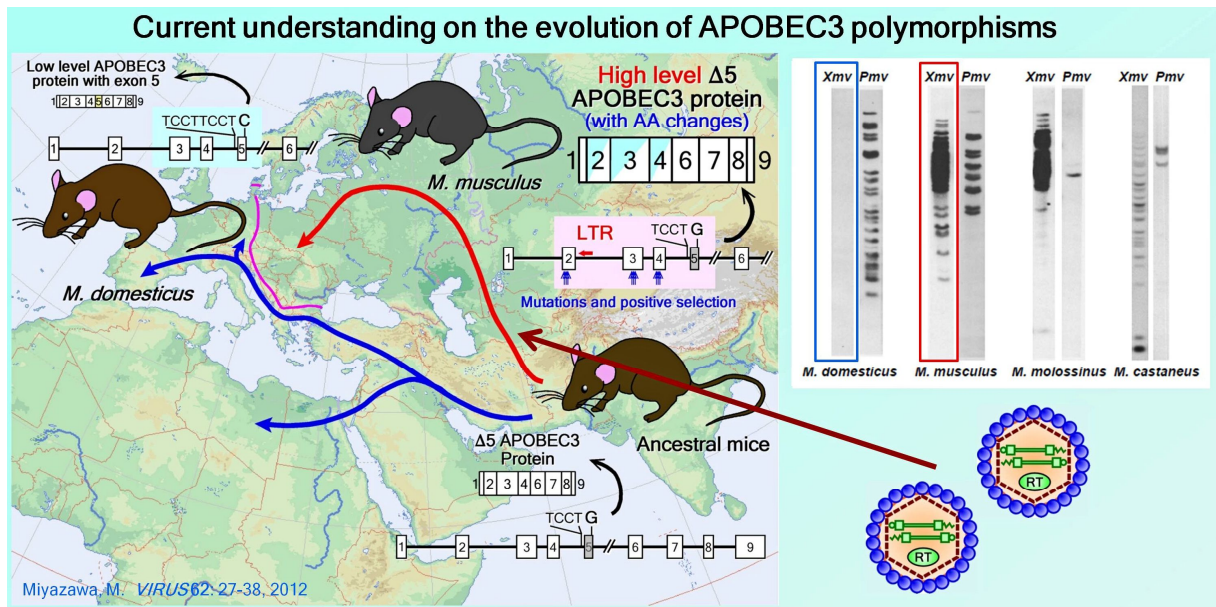 Current understanding on the evolution of APOBEC3 polymorphisms
Low level APOBEC3
protein with exon 5
1 2 3 4 5 6 7 8 9
TCCTTCCT C
1 2 3 4 5 6
M. domesticus
M. musculus
High level Δ5
APOBEC3 protein
(with AA changes)
1 2 3 4 6 7 8 9
TCCT G
LTR
1 2 3 4 5 6
Mutations and positive selection
Ancestral mice
Δ5 APOBEC3
Protein
1 2 3 4 6 7 8 9
TCCT G
1 2 3 4 5 6 7 8 9
Miyazawa, M. VIRUS 62: 27-38, 2012
Xmv Pmv Xmv Pmv Xmv Pmv Xmv Pmv
M. domesticus M. musculus M. molossinus M. castaneus
RT
RT